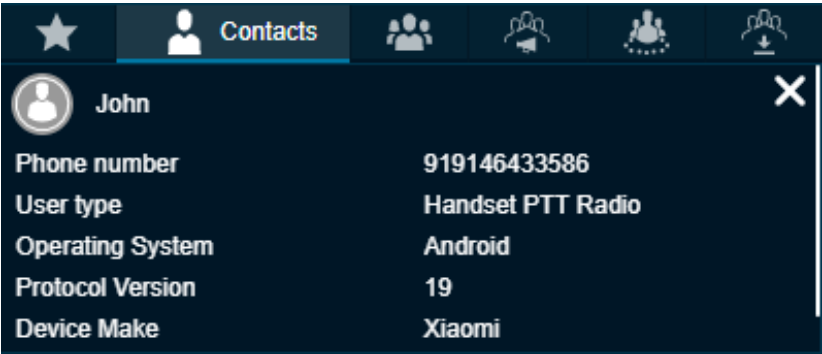 Contacts
John
Phone number 919146433586
User type Handset PTT Radio
Operating System Android
Protocol Version 19
Device Make Xiaomi